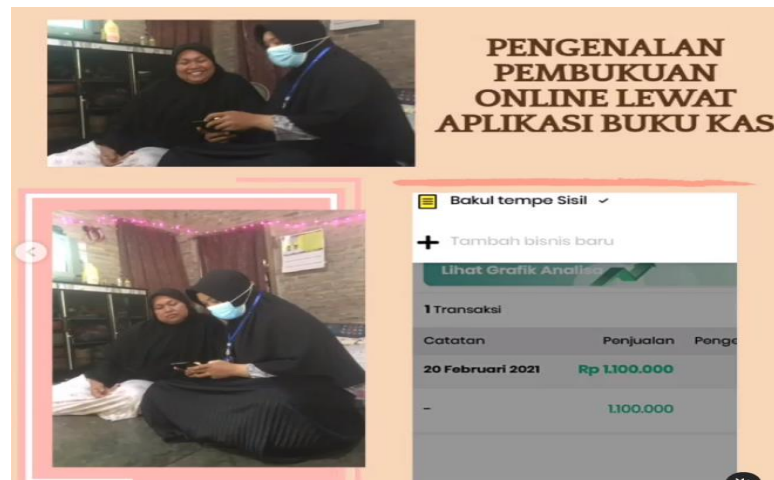 PENGENALAN
PEMBUKUAN
ONLINE LEWAT
APLIKASI BUKU KAS
Bakul tempe Sisil
Tambah bisnis baru
Lihat Grafik Analisa
1 Transaksi
Catatan Penjualan Penge
20 Februari 2021 Rp 1.100.000
- 1.100.000